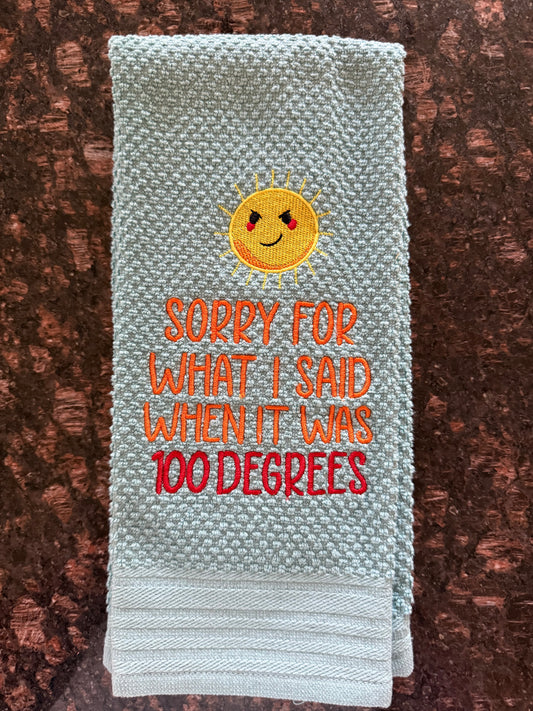 SORRY FOR
WHAT I SAID
WHEN IT WAS
100 DEGREES